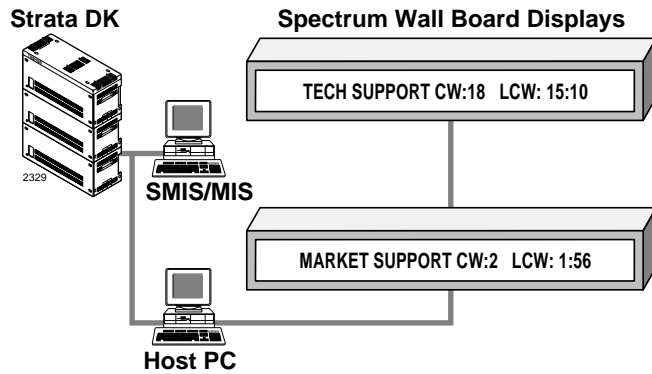 Strata DK
Spectrum Wall Board Displays
TECH SUPPORT CW:18 LCW: 15:10
2329
SMIS/MIS
MARKET SUPPORT CW:2 LCW: 1:56
Host PC